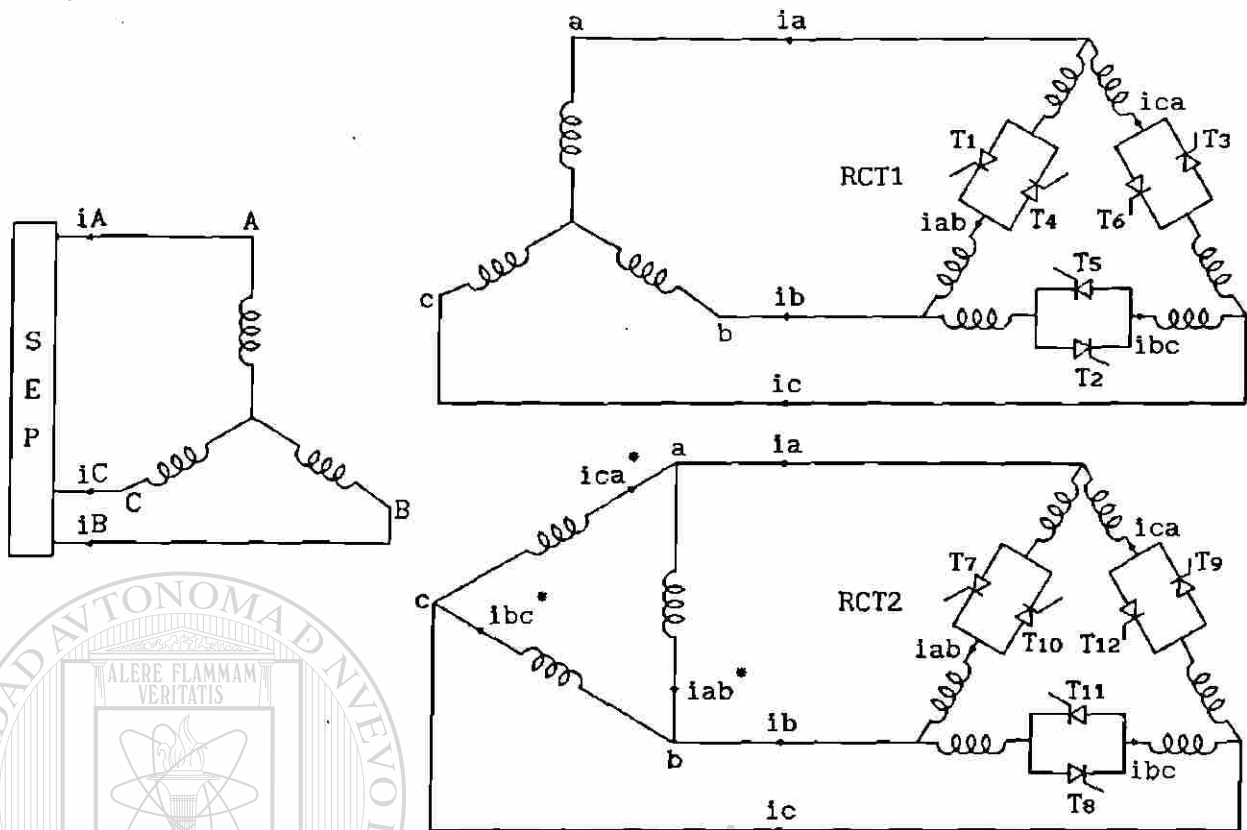 a
ia
ica
T1
T3
RCT1
T4
T6
iab
iA
A
c
ib
b
T5
ibc
T2
S
E
P
ic
iC
C
iB
B
a
ia
ica*
ica
T7
T9
c
ibc*
RCT2
T10
T12
iab
iab*
T11
ib
b
ibc
T8
ic
ALERE FLAMMAM
VERITATIS